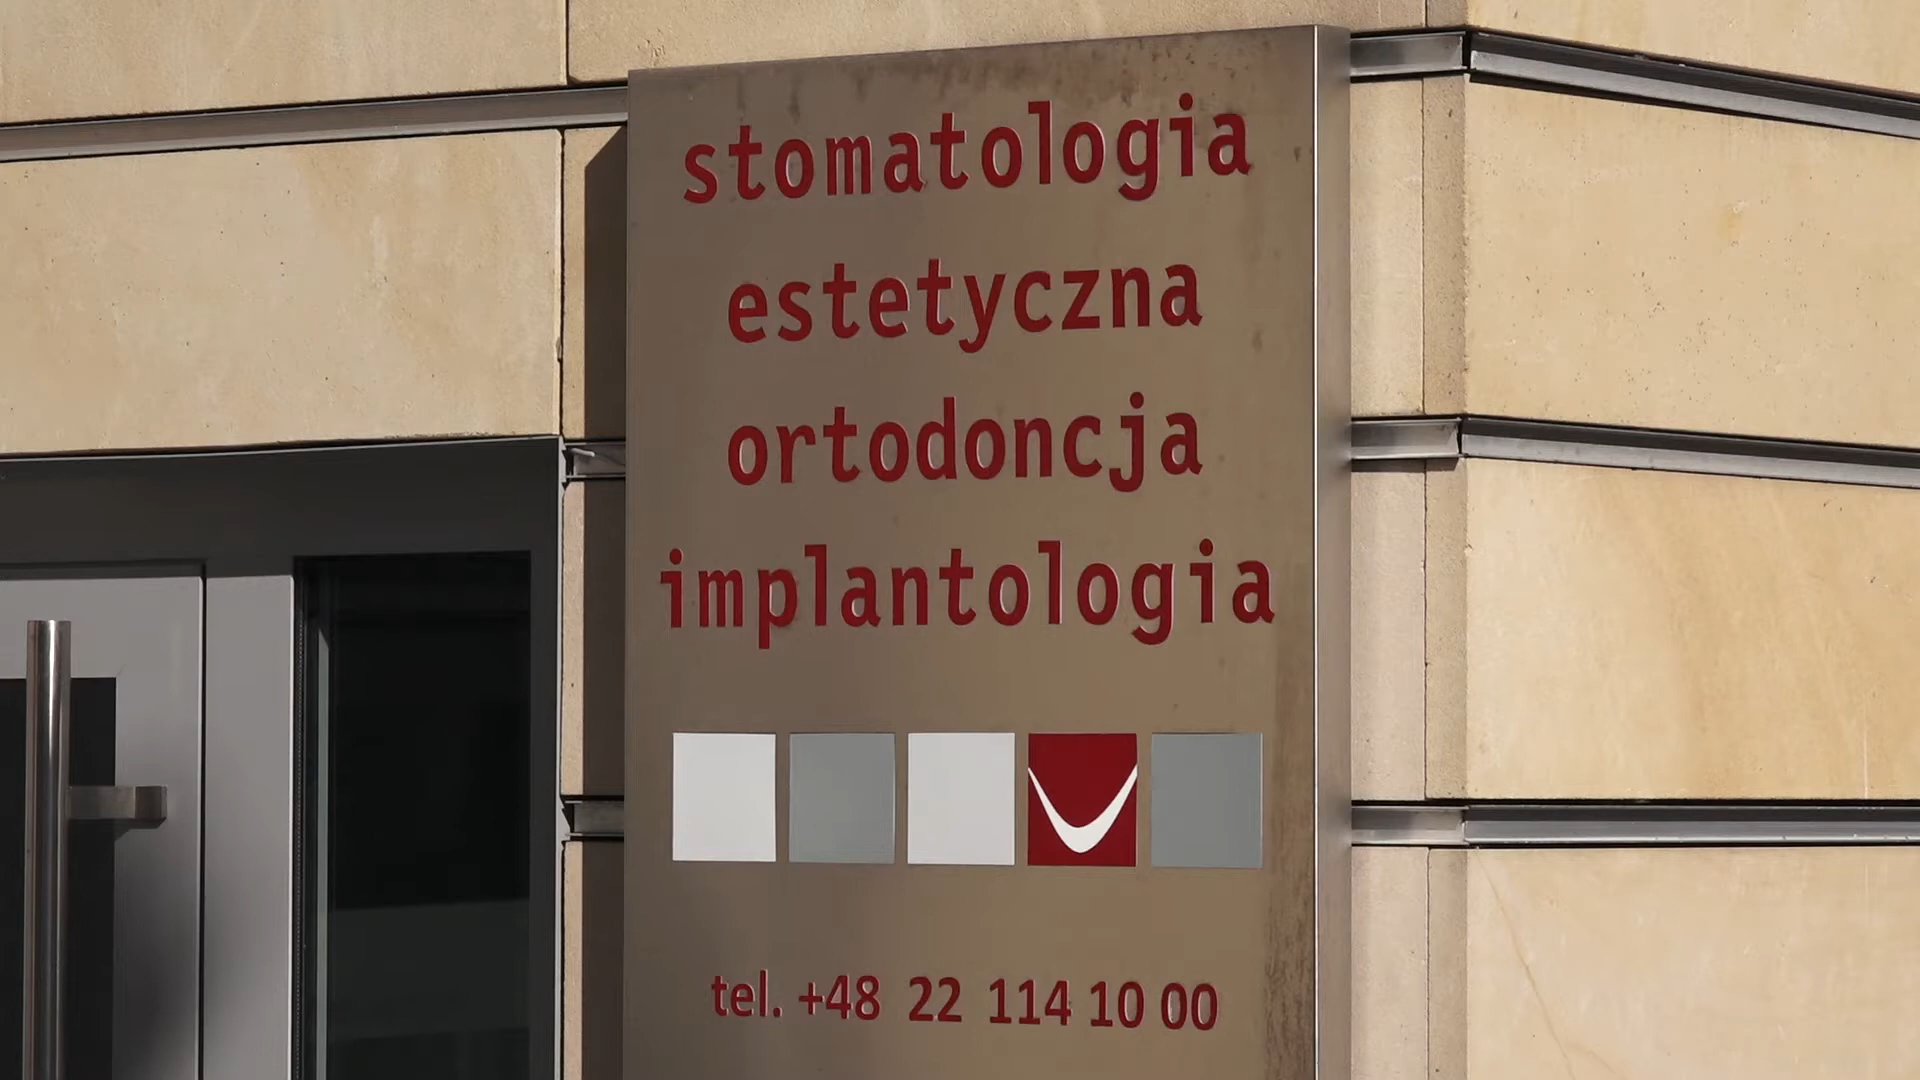 stomatologia
estetyczna
ortodoncja
implantologia
tel. +48 22 114 10 00